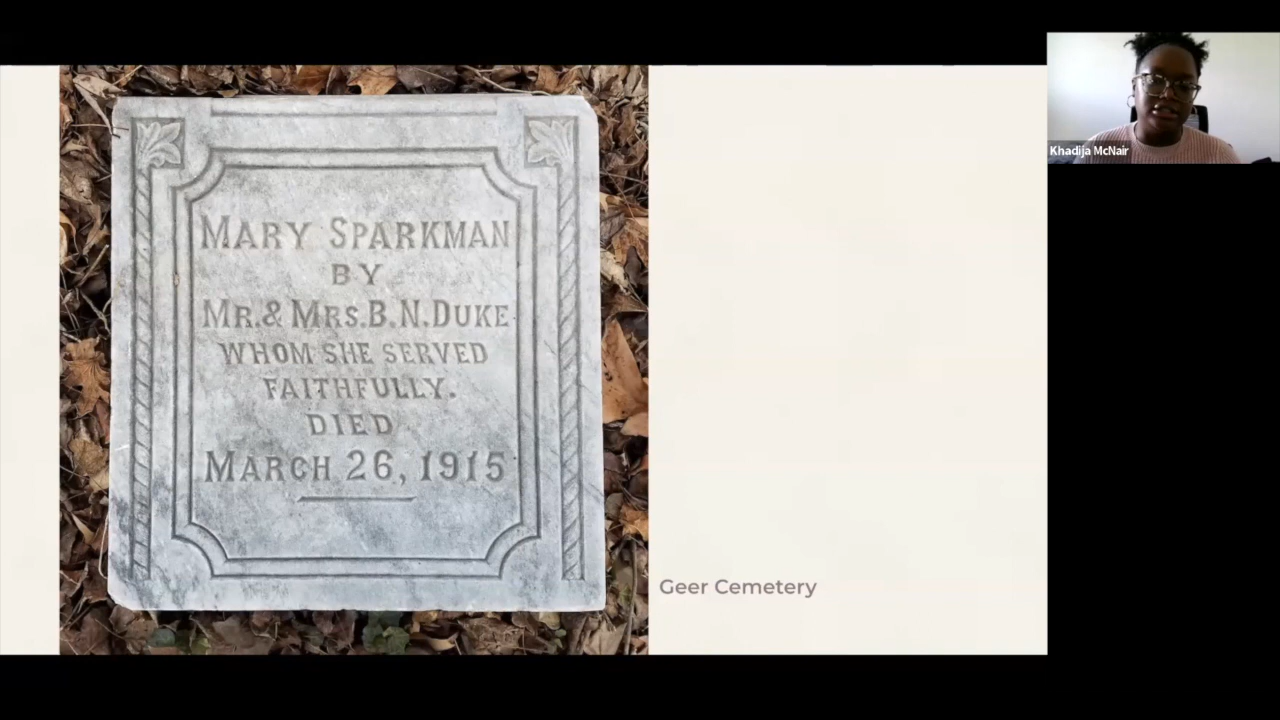 MARY SPARKMAN
BY
MR. & MRS. B. N. DUKE
WHOM SHE SERVED
FAITHFULLY.
DIED
MARCH 26, 1915
Geer Cemetery
Khadija McNair